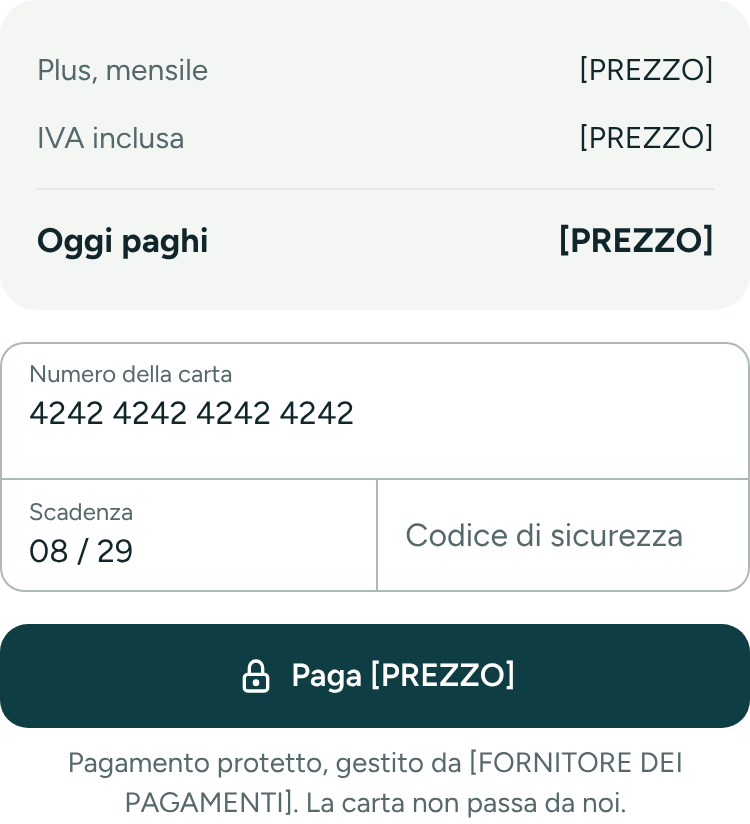 Plus, mensile [PREZZO]
IVA inclusa [PREZZO]
Oggi paghi [PREZZO]
Numero della carta
4242 4242 4242 4242
Scadenza
08 / 29
Codice di sicurezza
Paga [PREZZO]
Pagamento protetto, gestito da [FORNITORE DEI
PAGAMENTI]. La carta non passa da noi.